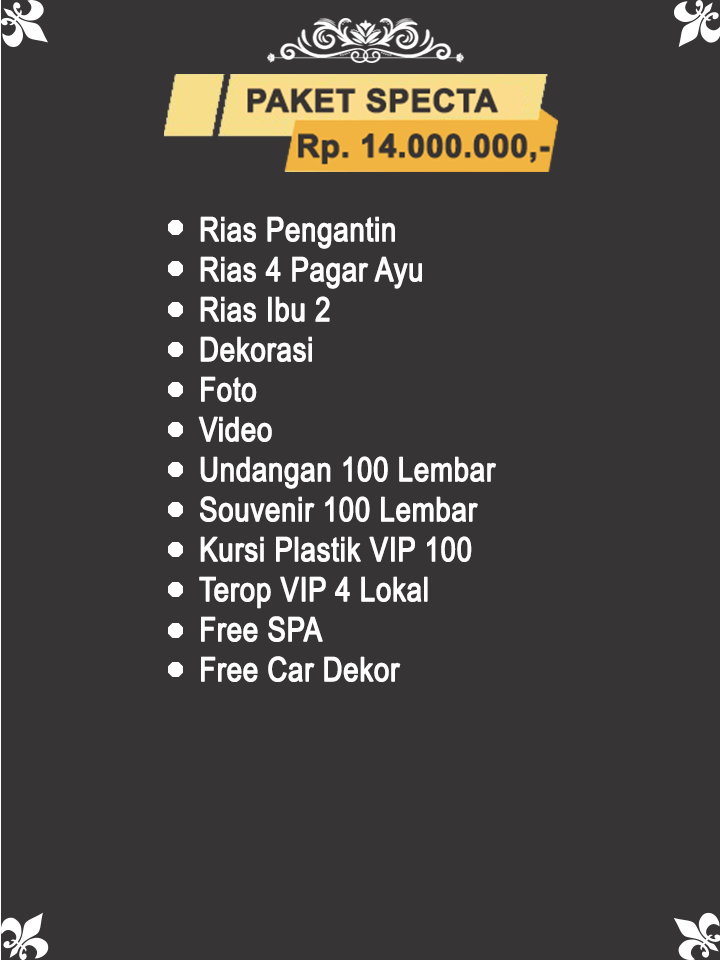 PAKET SPECTA
Rp. 14.000.000,-
• Rias Pengantin
• Rias 4 Pagar Ayu
• Rias Ibu 2
• Dekorasi
• Foto
• Video
• Undangan 100 Lembar
• Souvenir 100 Lembar
• Kursi Plastik VIP 100
• Terop VIP 4 Lokal
• Free SPA
• Free Car Dekor